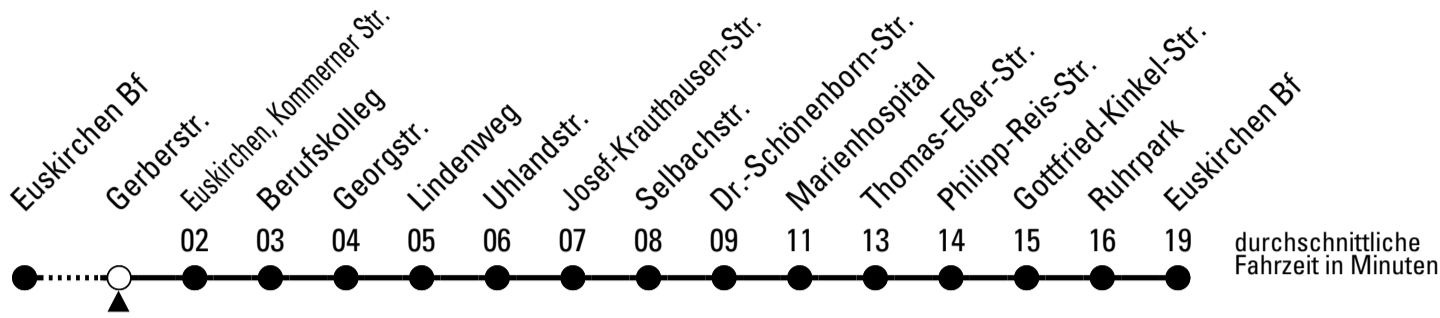 Euskirchen Bf
Gerberstr.
Euskirchen, Kommerner Str.
Berufskolleg
Georgstr.
Lindenweg
Uhlandstr.
Josef-Krauthausen-Str.
Selbachstr.
Dr.-Schönenborn-Str.
Marienhospital
Thomas-Eßer-Str.
Philipp-Reis-Str.
Gottfried-Kinkel-Str.
Ruhrpark
Euskirchen Bf
02 03 04 05 06 07 08 09 11 13 14 15 16 19
durchschnittliche
Fahrzeit in Minuten